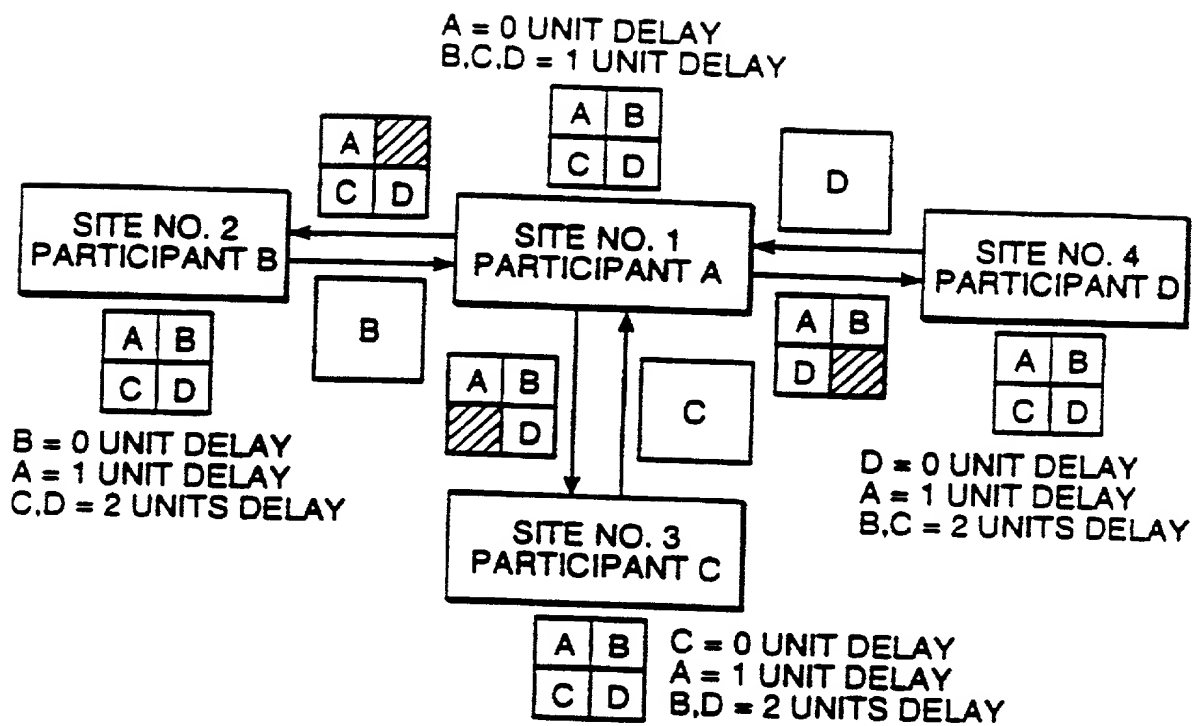 A = 0 UNIT DELAY
B,C,D = 1 UNIT DELAY
A B
C D
A
C D
D
SITE NO. 2
PARTICIPANT B
SITE NO. 1
PARTICIPANT A
SITE NO. 4
PARTICIPANT D
A B
C D
B
A B
D
C
A B
D
A B
C D
B = 0 UNIT DELAY
A = 1 UNIT DELAY
C,D = 2 UNITS DELAY
D = 0 UNIT DELAY
A = 1 UNIT DELAY
B,C = 2 UNITS DELAY
SITE NO. 3
PARTICIPANT C
A B
C D
C = 0 UNIT DELAY
A = 1 UNIT DELAY
B,D = 2 UNITS DELAY